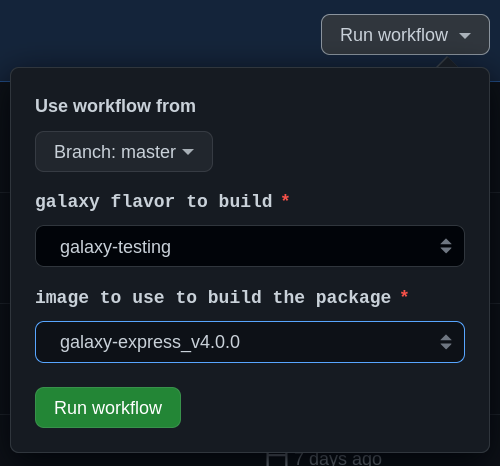 Run workflow
Use workflow from
Branch: master
galaxy flavor to build *
galaxy-testing
image to use to build the package *
galaxy-express_v4.0.0
Run workflow
7 days ago